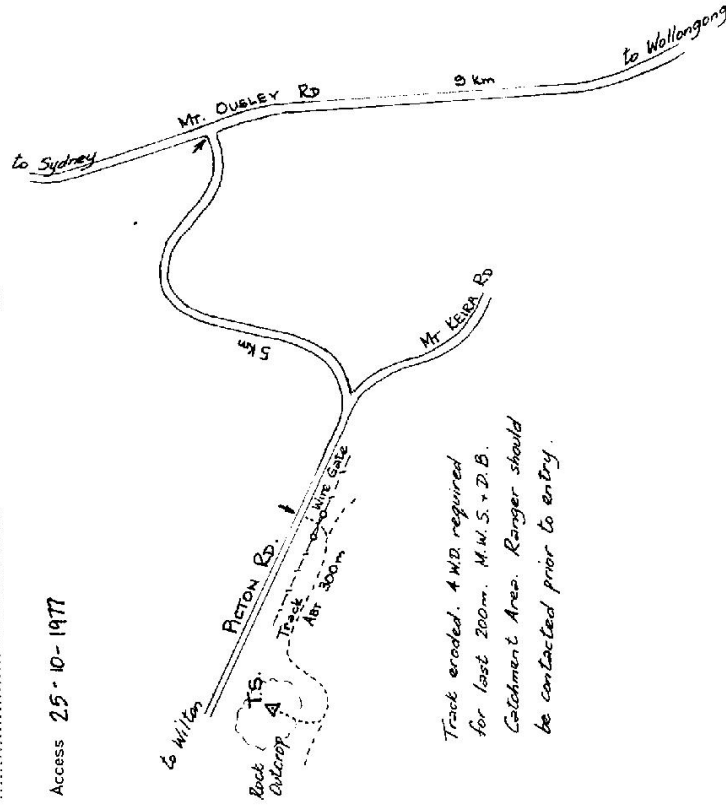 to Wollongong
9 km
MT. OUSLEY RD
to Sydney
5 km
MT KEIRA RD
Wire Gate
PICTON RD.
Track
ABT 300m
T.S.
Rock
Outcrop
to Wilton
Access 25-10-1977
Track eroded. 4 W.D. required
for last 200m. M.W.S. + D.B.
Catchment Area. Ranger should
be contacted prior to entry.